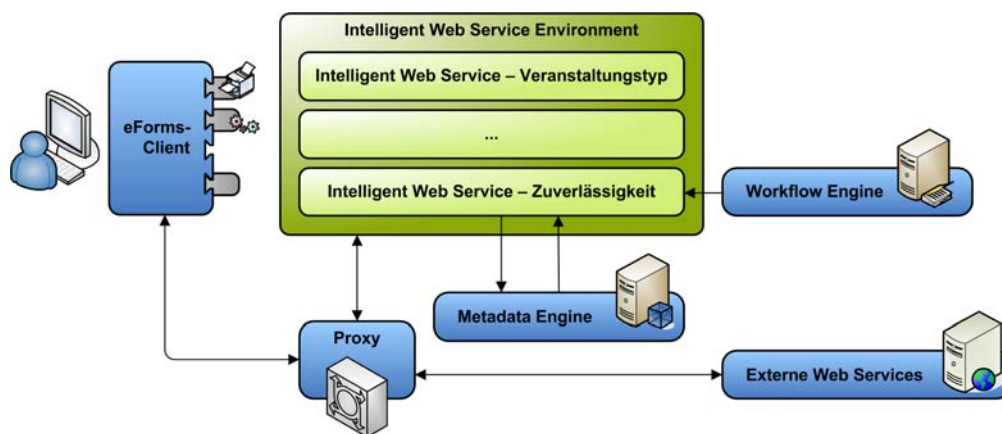 Intelligent Web Service Environment
Intelligent Web Service – Veranstaltungstyp
...
Intelligent Web Service – Zuverlässigkeit
eForms-
Client
Workflow Engine
Metadata Engine
Proxy
Externe Web Services